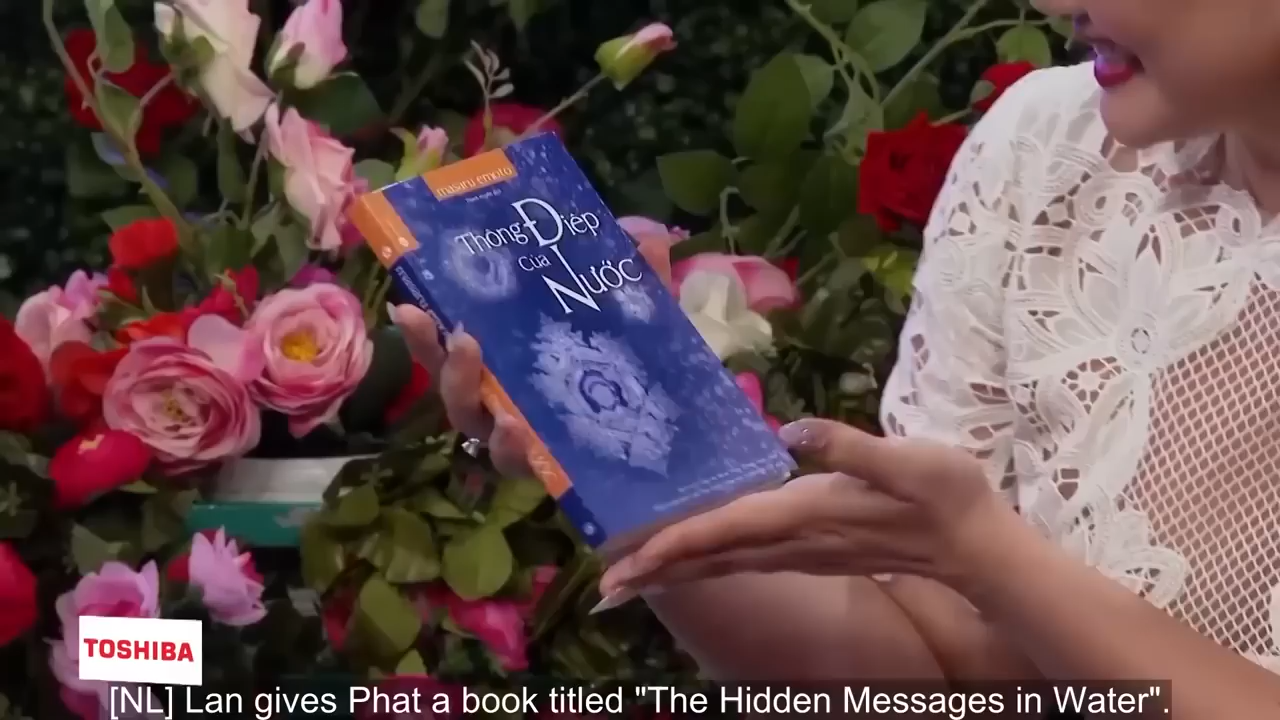 masaru emoto
Thông Điệp
Của
Nước
TOSHIBA
[NL] Lan gives Phat a book titled "The Hidden Messages in Water".